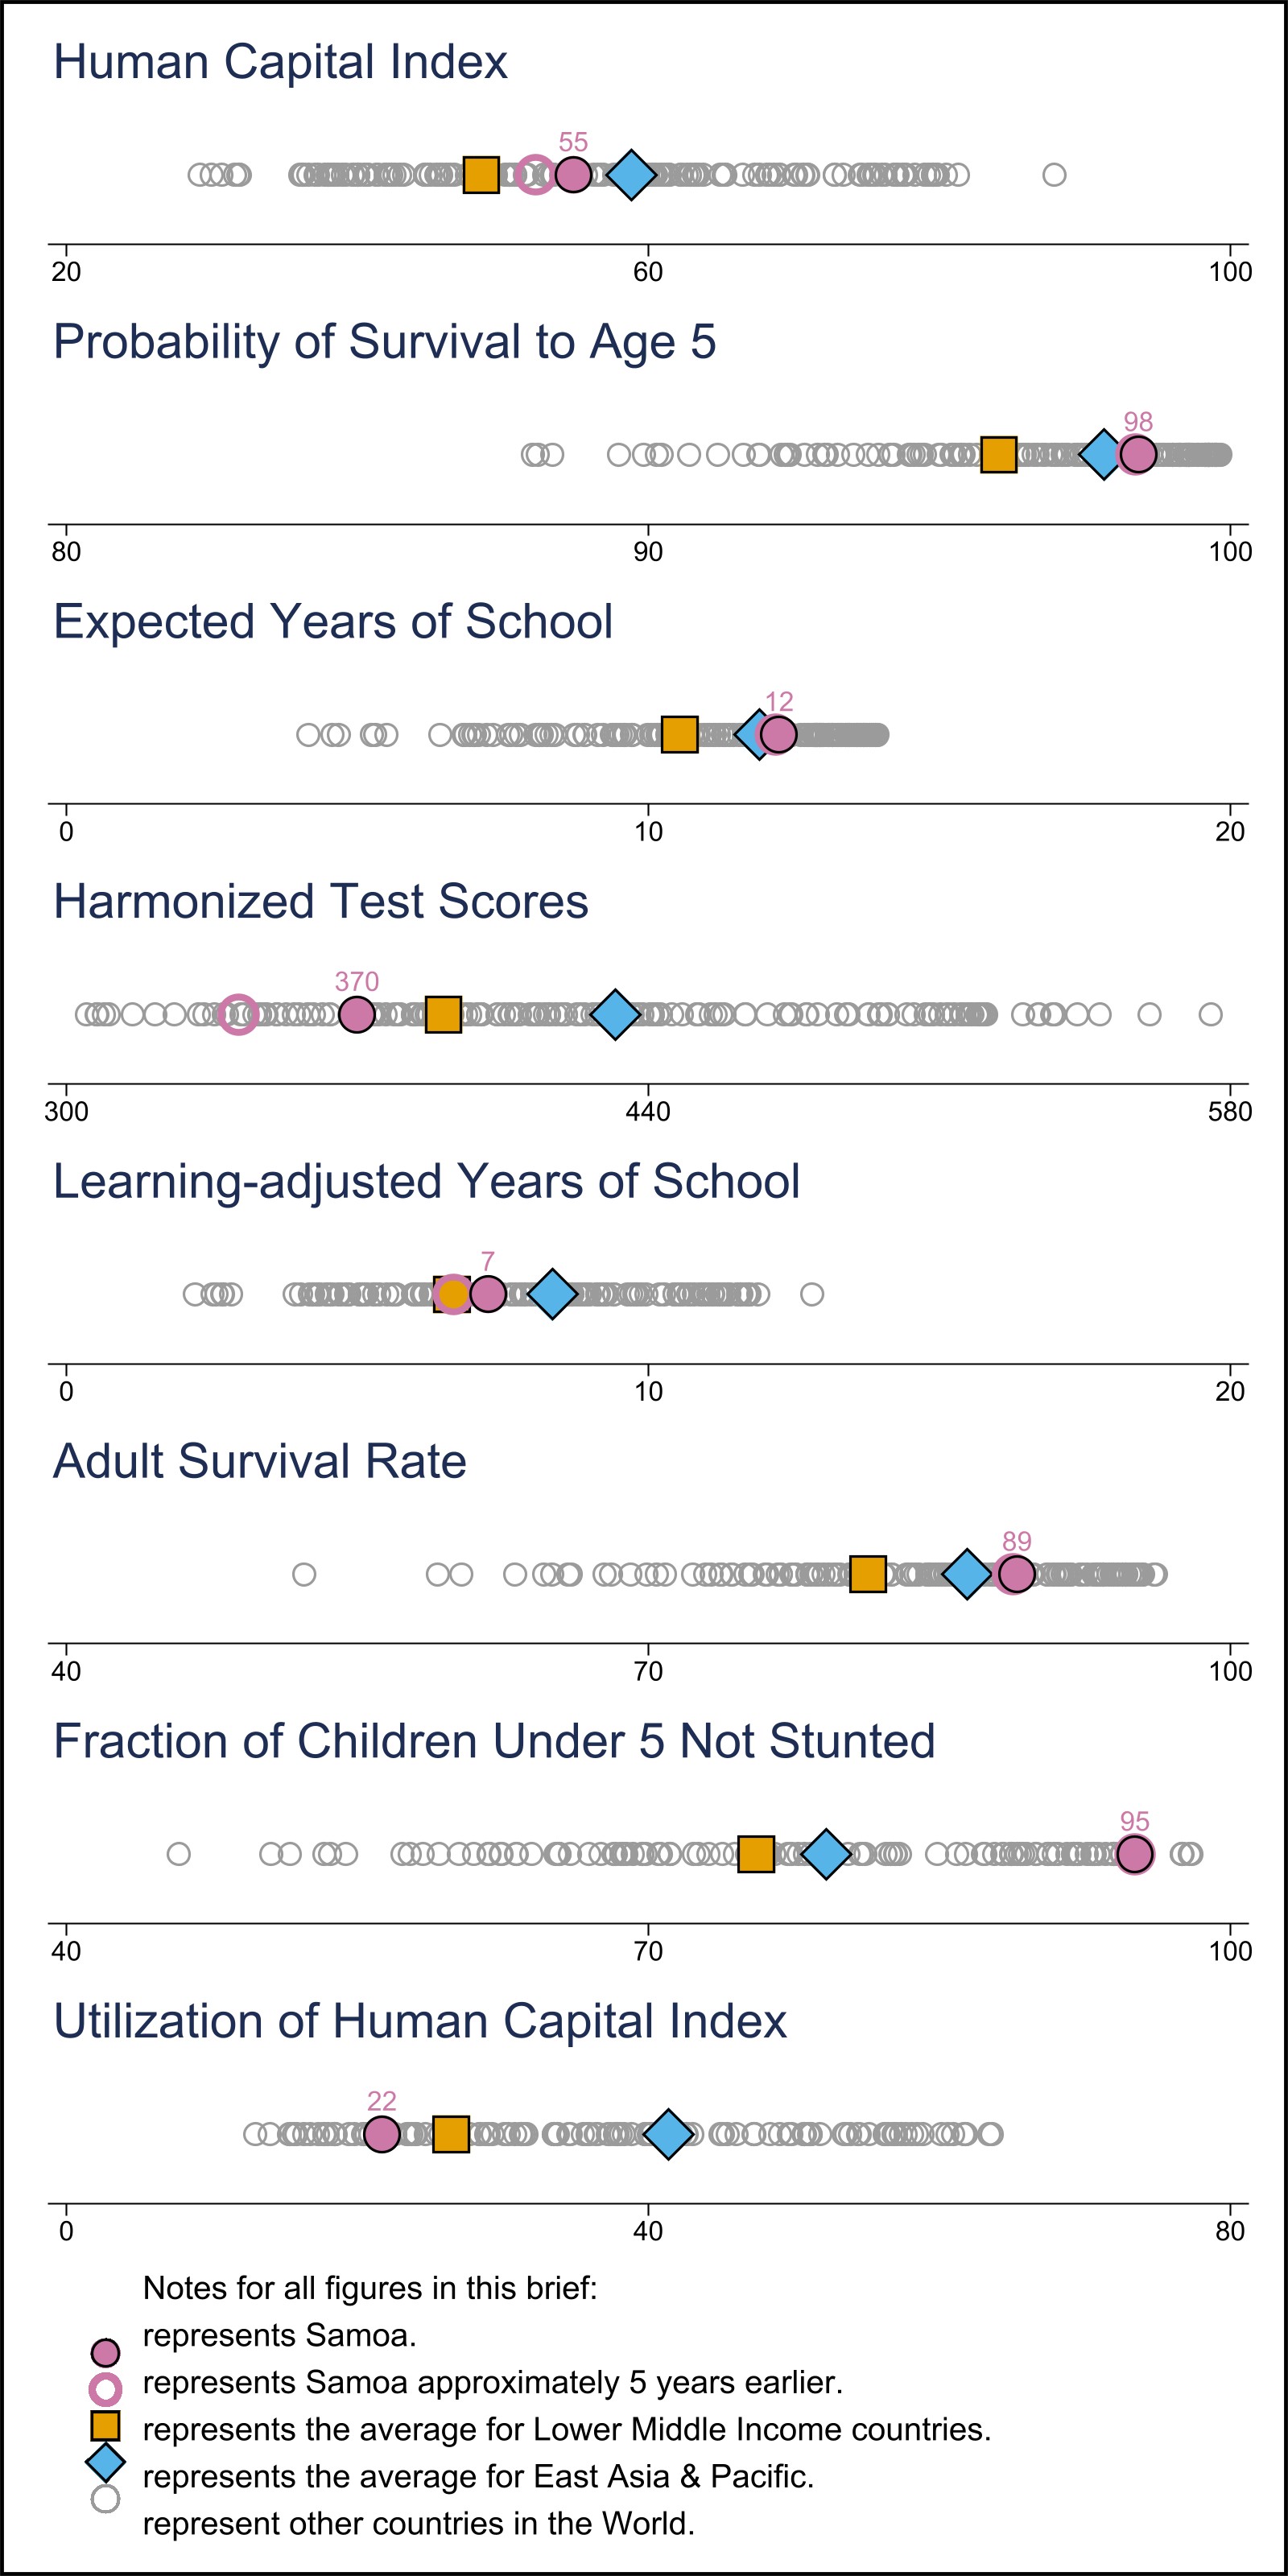 Human Capital Index
55
20 60 100
Probability of Survival to Age 5
98
80 90 100
Expected Years of School
12
0 10 20
Harmonized Test Scores
370
300 440 580
Learning-adjusted Years of School
7
0 10 20
Adult Survival Rate
89
40 70 100
Fraction of Children Under 5 Not Stunted
95
40 70 100
Utilization of Human Capital Index
22
0 40 80
Notes for all figures in this brief:
represents Samoa.
represents Samoa approximately 5 years earlier.
represents the average for Lower Middle Income countries.
represents the average for East Asia & Pacific.
represent other countries in the World.